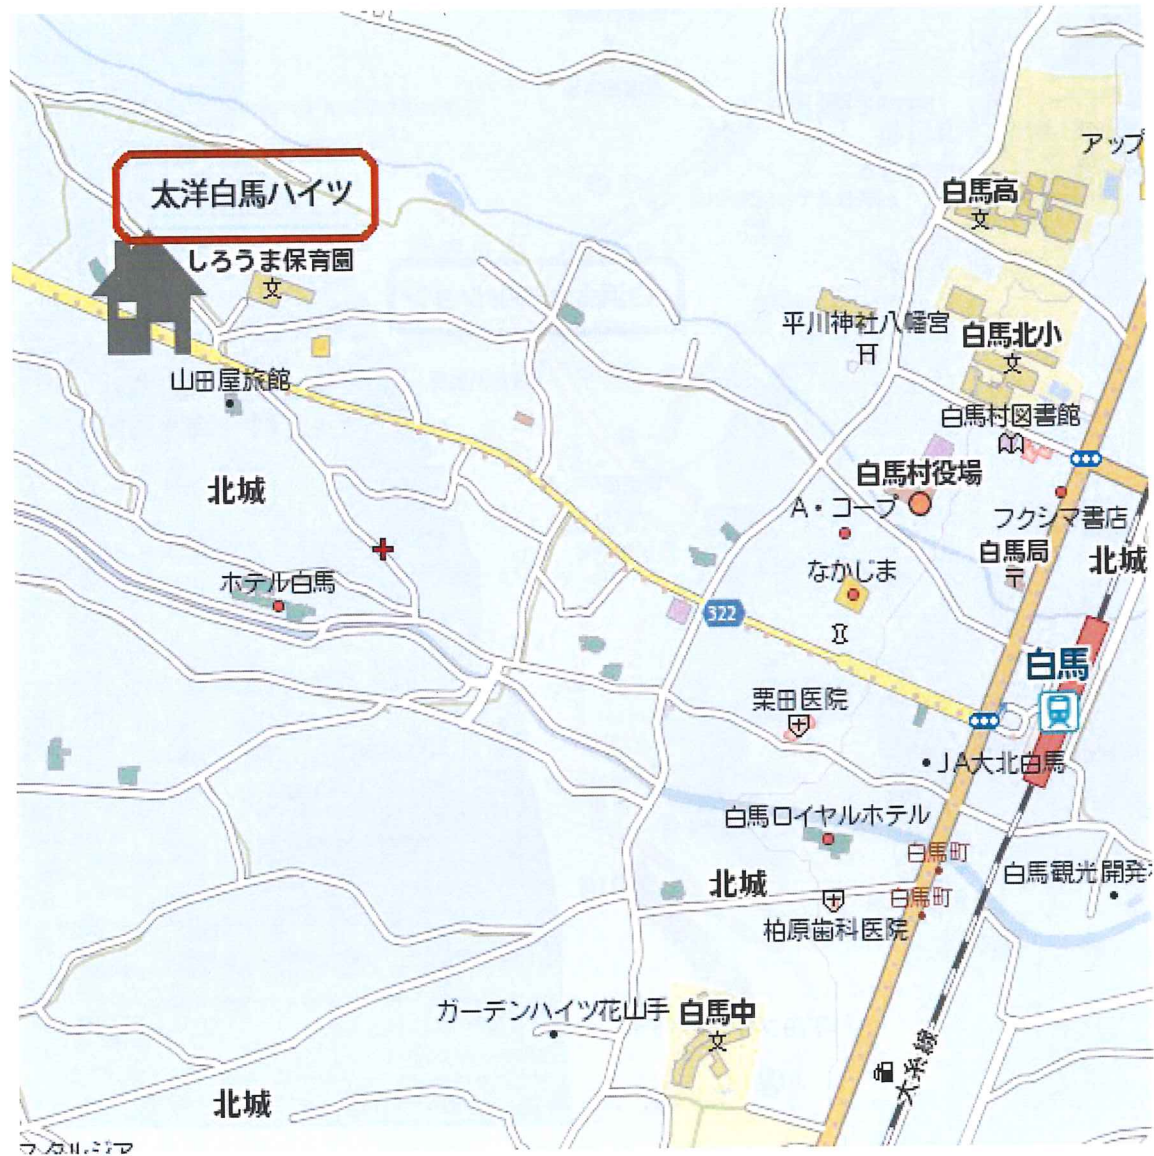 アップ
白馬高
太洋白馬ハイツ
しろうま保育園
平川神社八幡宮
白馬北小
山田屋旅館
白馬村図書館
白馬村役場
北城
A・コープ
フクシマ書店
白馬局
北城
なかじま
ホテル白馬
322
白馬
栗田医院
JA大北白馬
白馬ロイヤルホテル
白馬町
白馬観光開発
北城
白馬町
柏原歯科医院
ガーデンハイツ花山手
白馬中
大糸線
北城
スタルジア